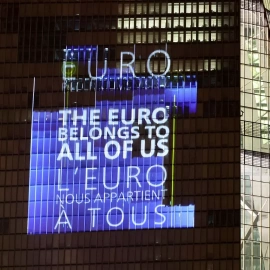 EURO
THE EURO
BELONGS TO
ALL OF US
L'EURO
NOUS APPARTIENT
À TOUS